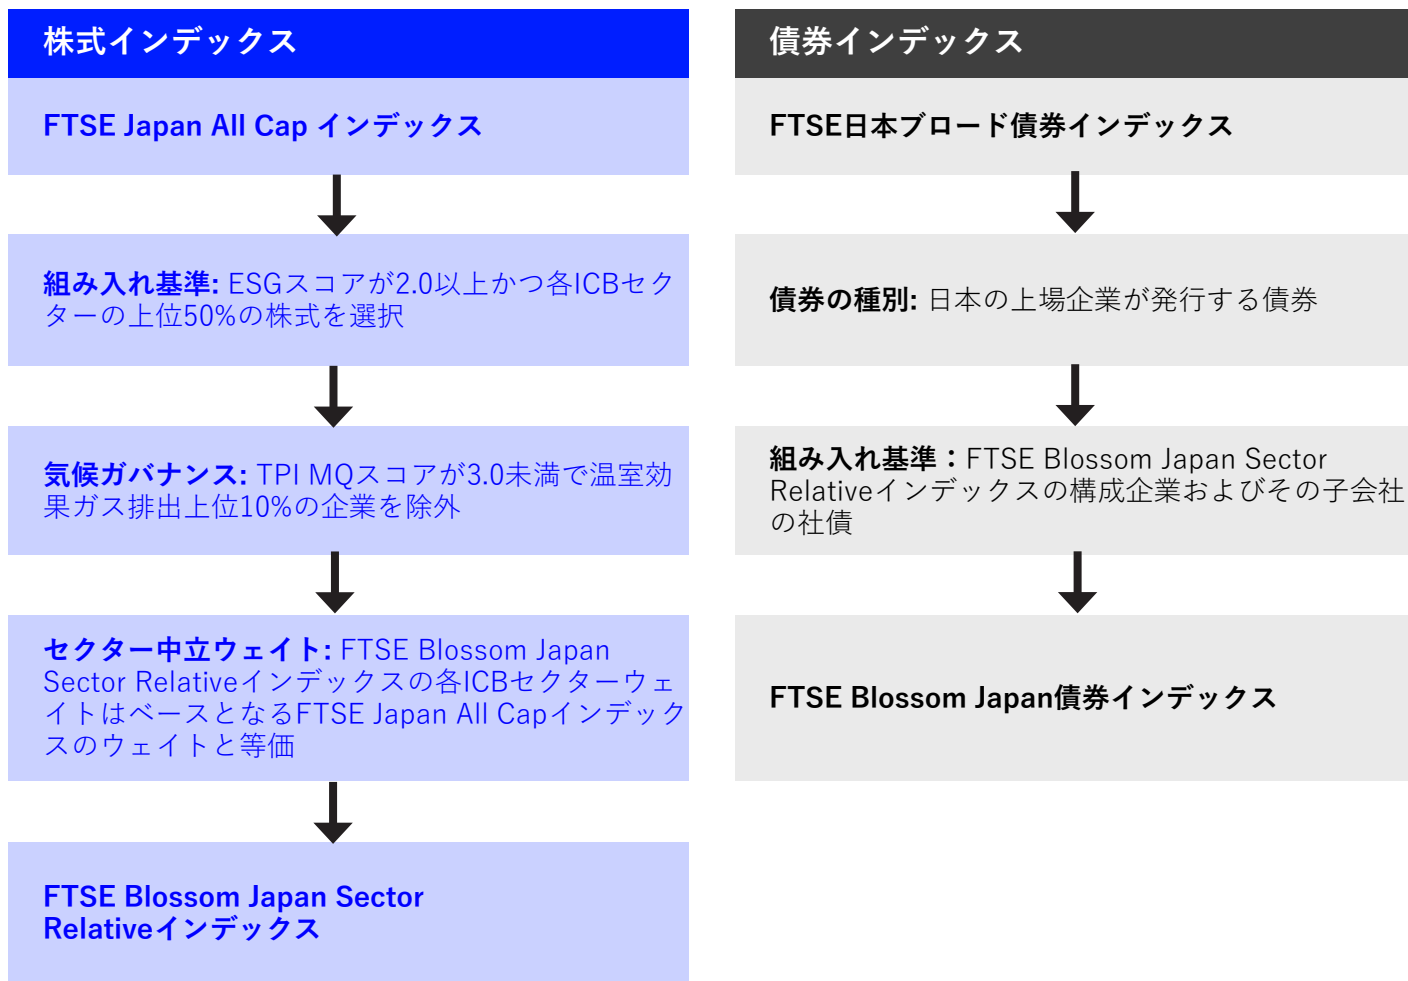 株式インデックス
FTSE Japan All Cap インデックス
組み入れ基準: ESGスコアが2.0以上かつ各ICBセク
ターの上位50%の株式を選択
気候ガバナンス: TPI MQスコアが3.0未満で温室効
果ガス排出上位10%の企業を除外
セクター中立ウェイト: FTSE Blossom Japan
Sector Relativeインデックスの各ICBセクターウェ
イトはベースとなるFTSE Japan All Capインデック
スのウェイトと等価
FTSE Blossom Japan Sector
Relativeインデックス
債券インデックス
FTSE日本ブロード債券インデックス
債券の種別: 日本の上場企業が発行する債券
組み入れ基準：FTSE Blossom Japan Sector
Relativeインデックスの構成企業およびその子会社
の社債
FTSE Blossom Japan債券インデックス